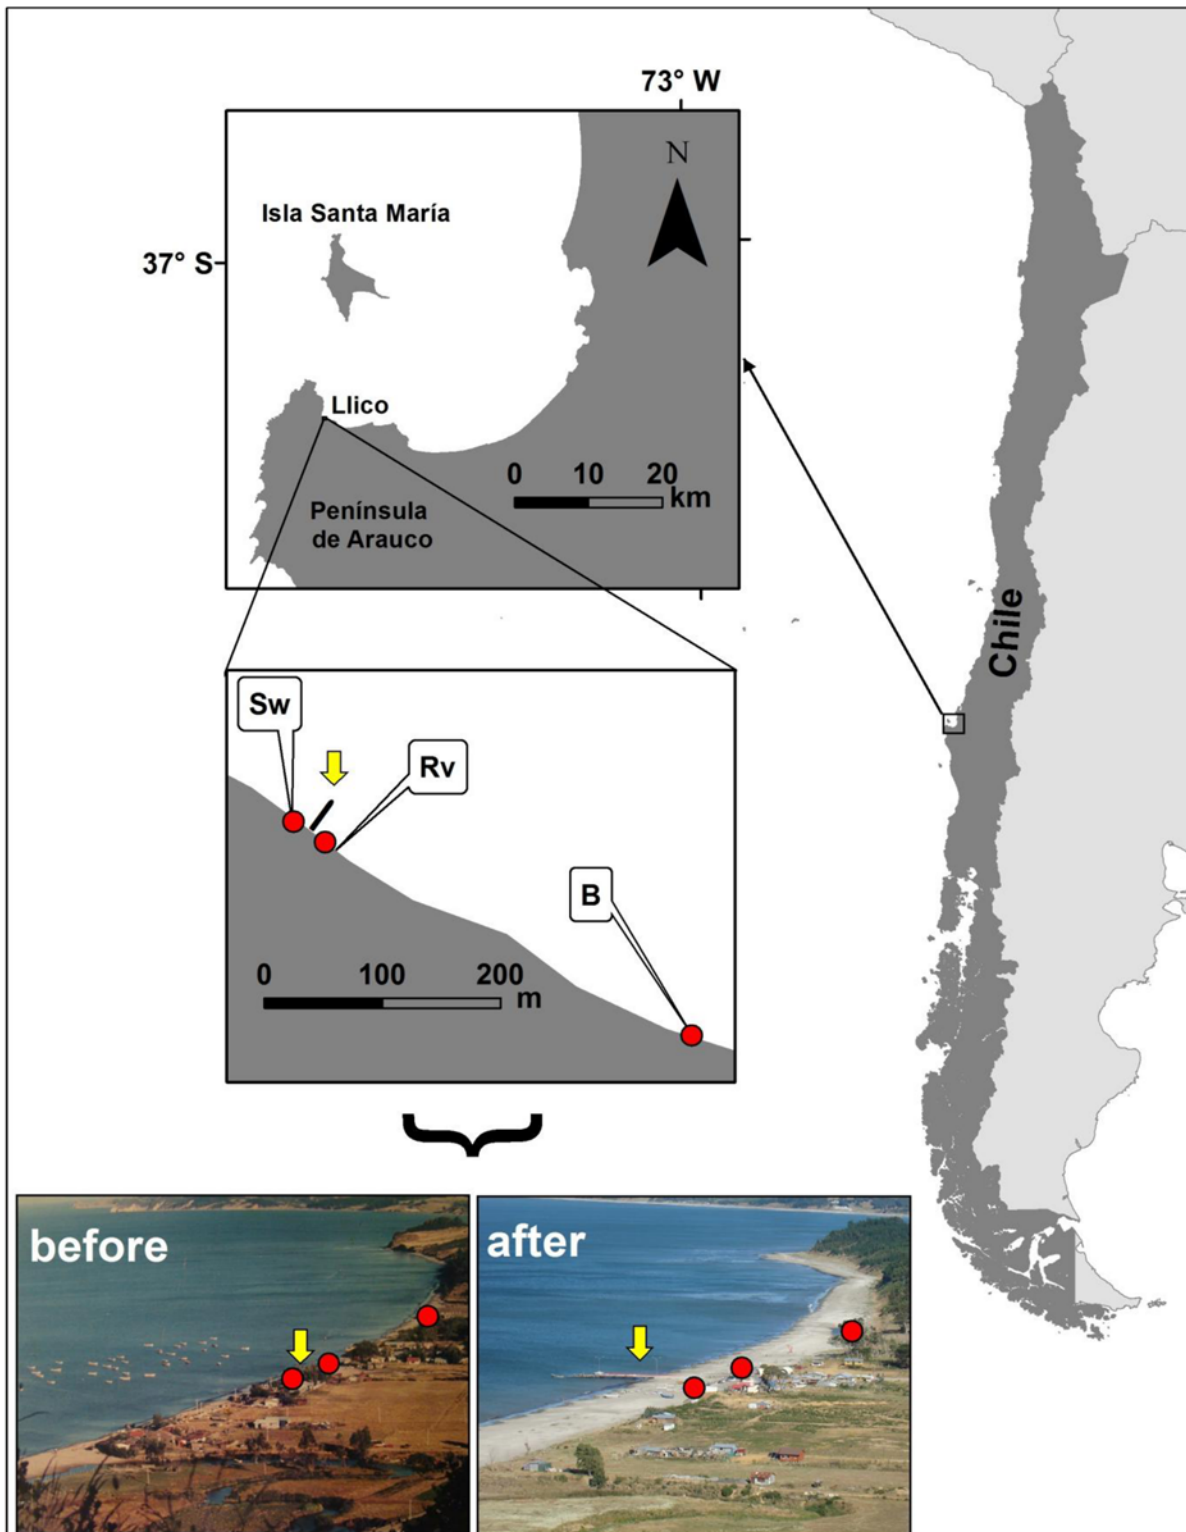 73° W
N
Isla Santa María
37° S
Llico
0 10 20
km
Península
de Arauco
Chile
Sw
Rv
B
0 100 200
m
before
after